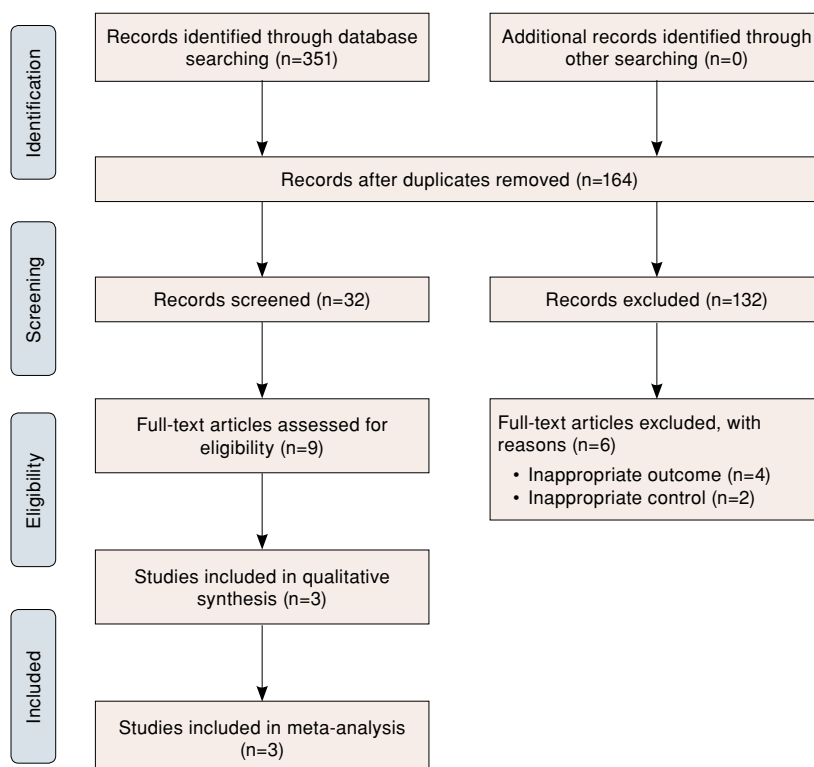 Identification
Records identified through database
searching (n=351)
Additional records identified through
other searching (n=0)
Records after duplicates removed (n=164)
Screening
Records screened (n=32)
Records excluded (n=132)
Eligibility
Full-text articles assessed for
eligibility (n=9)
Full-text articles excluded, with
reasons (n=6)
• Inappropriate outcome (n=4)
• Inappropriate control (n=2)
Studies included in qualitative
synthesis (n=3)
Included
Studies included in meta-analysis
(n=3)